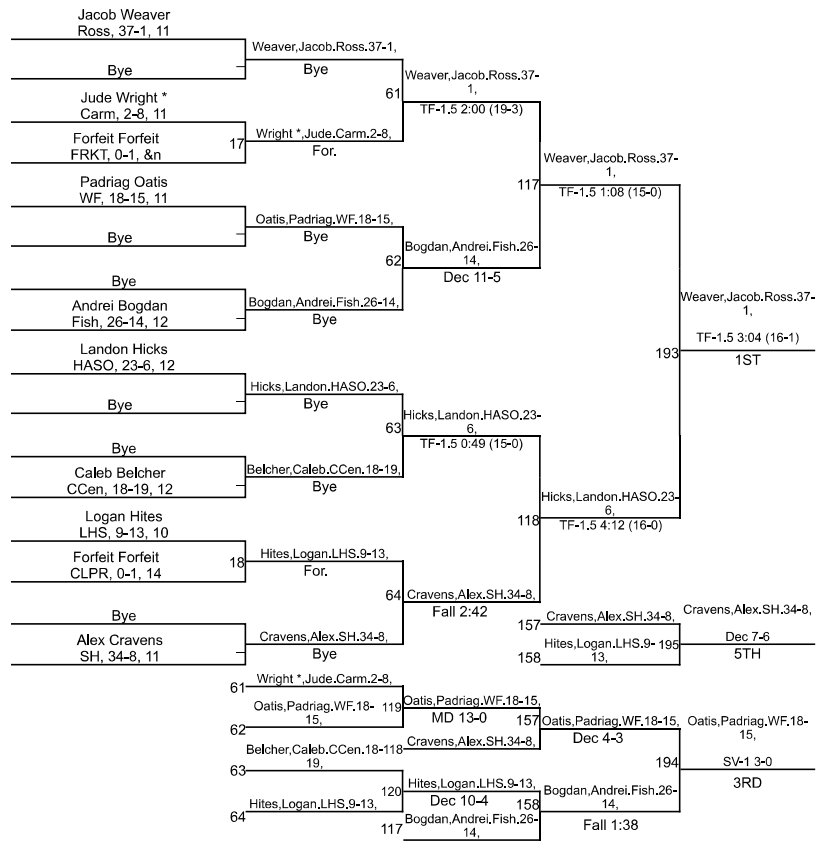 Jacob Weaver
Ross, 37-1, 11
Bye
Jude Wright *
Carm, 2-8, 11
Forfeit Forfeit
FRKT, 0-1, &n
Padriag Oatis
WF, 18-15, 11
Bye
Bye
Andrei Bogdan
Fish, 26-14, 12
Landon Hicks
HASO, 23-6, 12
Bye
Bye
Caleb Belcher
CCen, 18-19, 12
Logan Hites
LHS, 9-13, 10
Forfeit Forfeit
CLPR, 0-1, 14
Bye
Alex Cravens
SH, 34-8, 11
17
18
Weaver,Jacob.Ross.37-1,
Bye
Wright *,Jude.Carm.2-8,
For.
Oatis,Padriag.WF.18-15,
Bye
Bogdan,Andrei.Fish.26-14,
Bye
Hicks,Landon.HASO.23-6,
Bye
Belcher,Caleb.CCen.18-19,
Bye
Hites,Logan.LHS.9-13,
For.
Cravens,Alex.SH.34-8,
Bye
61
62
63
64
Weaver,Jacob.Ross.37-
1,
TF-1.5 2:00 (19-3)
Bogdan,Andrei.Fish.26-
14,
Dec 11-5
Hicks,Landon.HASO.23-
6,
TF-1.5 0:49 (15-0)
Cravens,Alex.SH.34-8,
Fall 2:42
117
118
Weaver,Jacob.Ross.37-
1,
TF-1.5 1:08 (15-0)
Hicks,Landon.HASO.23-
6,
TF-1.5 4:12 (16-0)
193
Weaver,Jacob.Ross.37-
1,
TF-1.5 3:04 (16-1)
1ST
157
Cravens,Alex.SH.34-8,
158
Hites,Logan.LHS.9-
13,
195
Cravens,Alex.SH.34-8,
Dec 7-6
5TH
61
Wright *,Jude.Carm.2-8,
62
Oatis,Padriag.WF.18-
15,
119
63
Belcher,Caleb.CCen.18-
19,
64
Hites,Logan.LHS.9-13,
120
Oatis,Padriag.WF.18-15,
MD 13-0
118
Cravens,Alex.SH.34-8,
157
Hites,Logan.LHS.9-13,
Dec 10-4
117
Bogdan,Andrei.Fish.26-
14,
158
Oatis,Padriag.WF.18-15,
Dec 4-3
Bogdan,Andrei.Fish.26-
14,
Fall 1:38
194
Oatis,Padriag.WF.18-
15,
SV-1 3-0
3RD